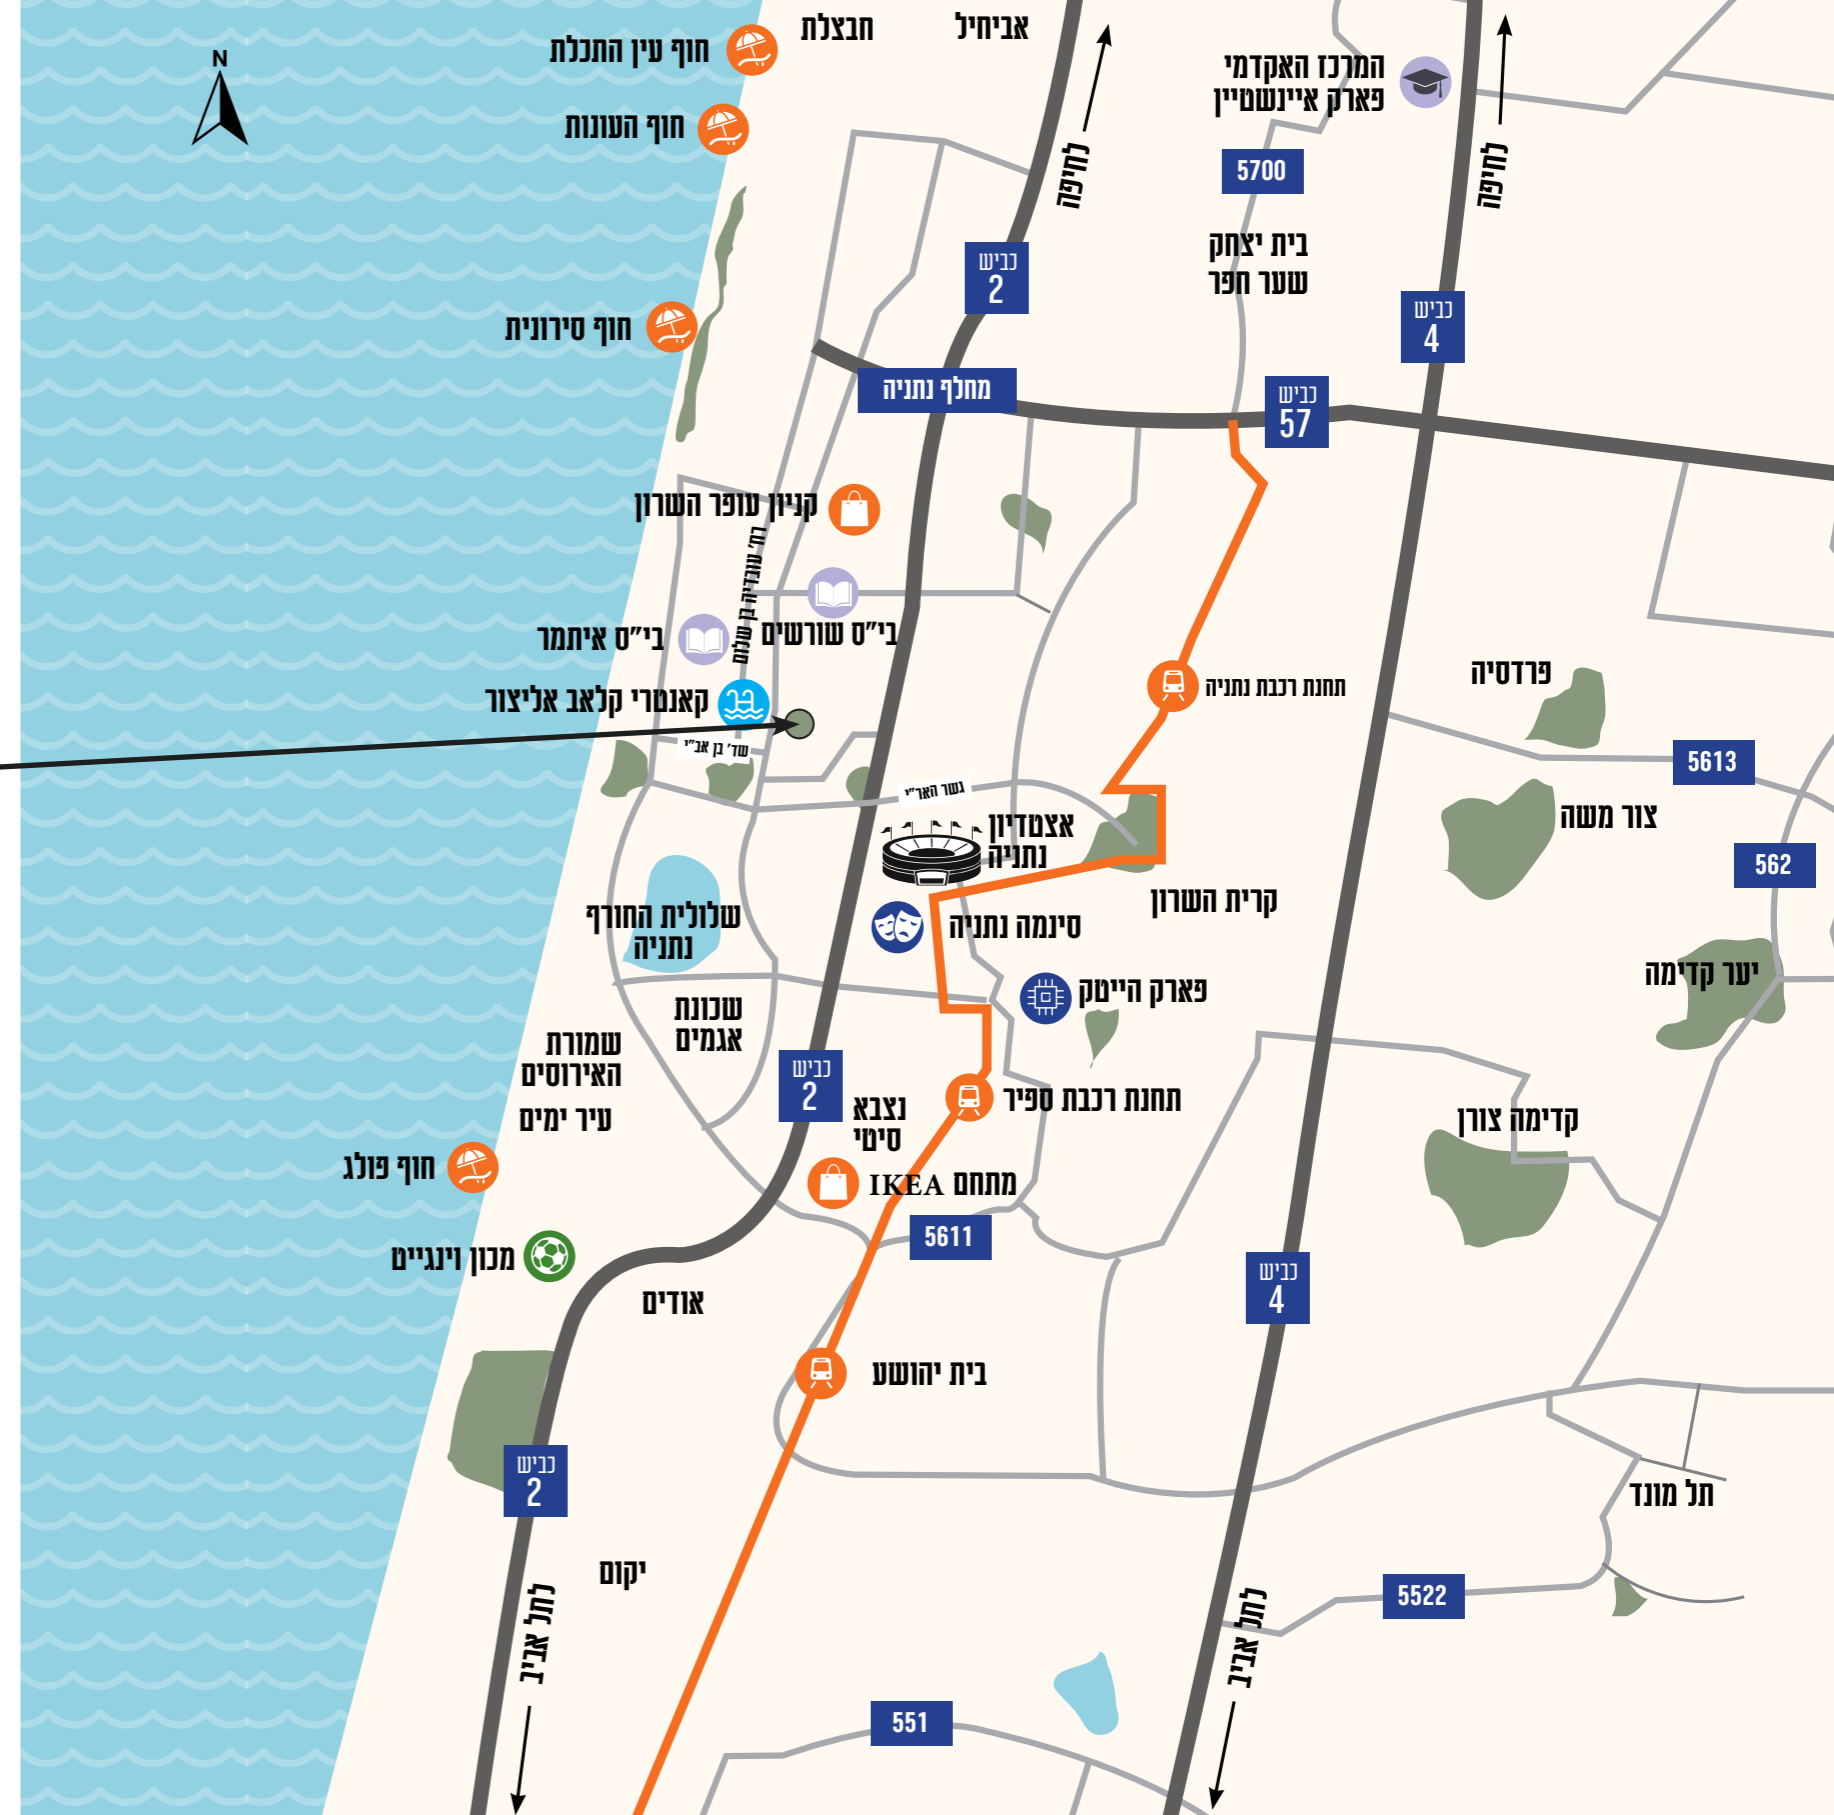 חבצלת
אביחיל
N
חוף עין התכלת
המרכז האקדמי
פארק איינשטיין
חוף העונות
לחיפה
לחיפה
5700
בית יצחק
שער חפר
כביש
2
כביש
4
חוף סירונית
מחלף נתניה
כביש
57
קניון עופר השרון
רח' עובדיה בן שלום
בי"ס שורשים
בי"ס איתמר
פרדסיה
תחנת רכבת נתניה
קאנטרי קלאב אליצור
שד' בן אב"י
5613
גשר האר"י
אצטדיון
נתניה
צור משה
562
קרית השרון
שלולית החורף
נתניה
סינמה נתניה
יער קדימה
פארק הייטק
שכונת
אגמים
שמורת
האירוסים
עיר ימים
כביש
2
נצבא
סיטי
תחנת רכבת ספיר
קדימה צורן
חוף פולג
מתחם IKEA
5611
מכון וינגייט
אודים
כביש
4
בית יהושע
כביש
2
תל מונד
יקום
5522
לתל אביב
לתל אביב
551